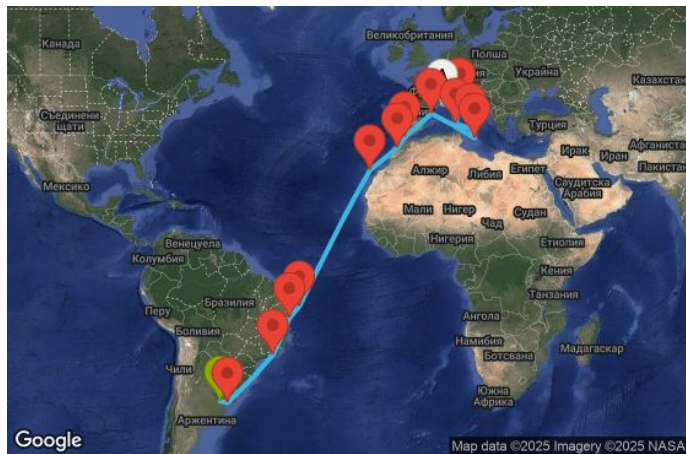 Канада
Великобритания
Полша
Украйна
Казахстан
Съединени
щати
Турция
Афганистан
Ирак
Иран
Пакистан
Алжир
Либия
Египет
Саудитска
Арабия
Мексико
Мали
Нигер
Чад
Судан
Нигерия
Етиопия
Венецуела
Колумбия
Кения
Танзания
Бразилия
Перу
Боливия
Ангола
Намибия
Ботсвана
Мадагаскар
Чили
Южна
Африка
Аржентина
Google
Map data ©2025 Imagery ©2025 NASA